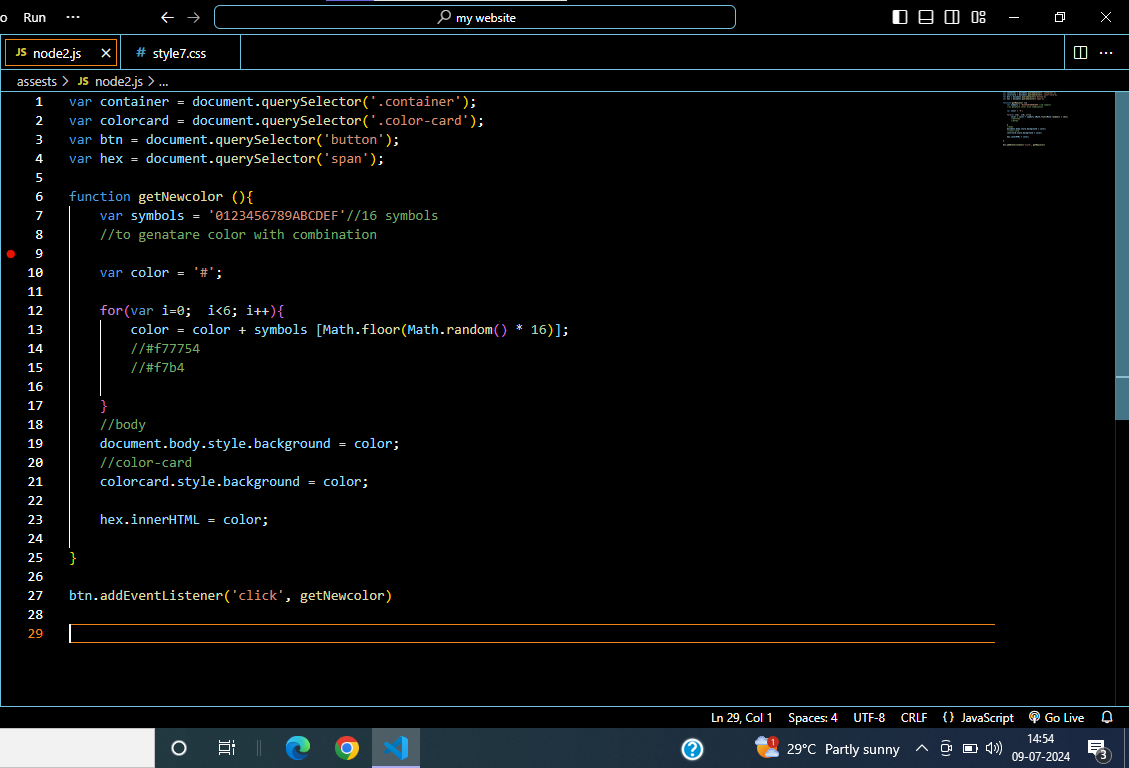 o Run ··· ← → my website
JS node2.js × # style7.css ···
assests > JS node2.js > ...
1 var container = document.querySelector('.container');
2 var colorcard = document.querySelector('.color-card');
3 var btn = document.querySelector('button');
4 var hex = document.querySelector('span');
5
6 function getNewcolor (){
7 var symbols = '0123456789ABCDEF'//16 symbols
8 //to genatare color with combination
9
10 var color = '#';
11
12 for(var i=0;  i<6; i++){
13 color = color + symbols [Math.floor(Math.random() * 16)];
14 //#f77754
15 //#f7b4
16
17 }
18 //body
19 document.body.style.background = color;
20 //color-card
21 colorcard.style.background = color;
22
23 hex.innerHTML = color;
24
25 }
26
27 btn.addEventListener('click', getNewcolor)
28
29
Ln 29, Col 1 Spaces: 4 UTF-8 CRLF {} JavaScript Go Live
1 29°C Partly sunny 14:54
09-07-2024 3